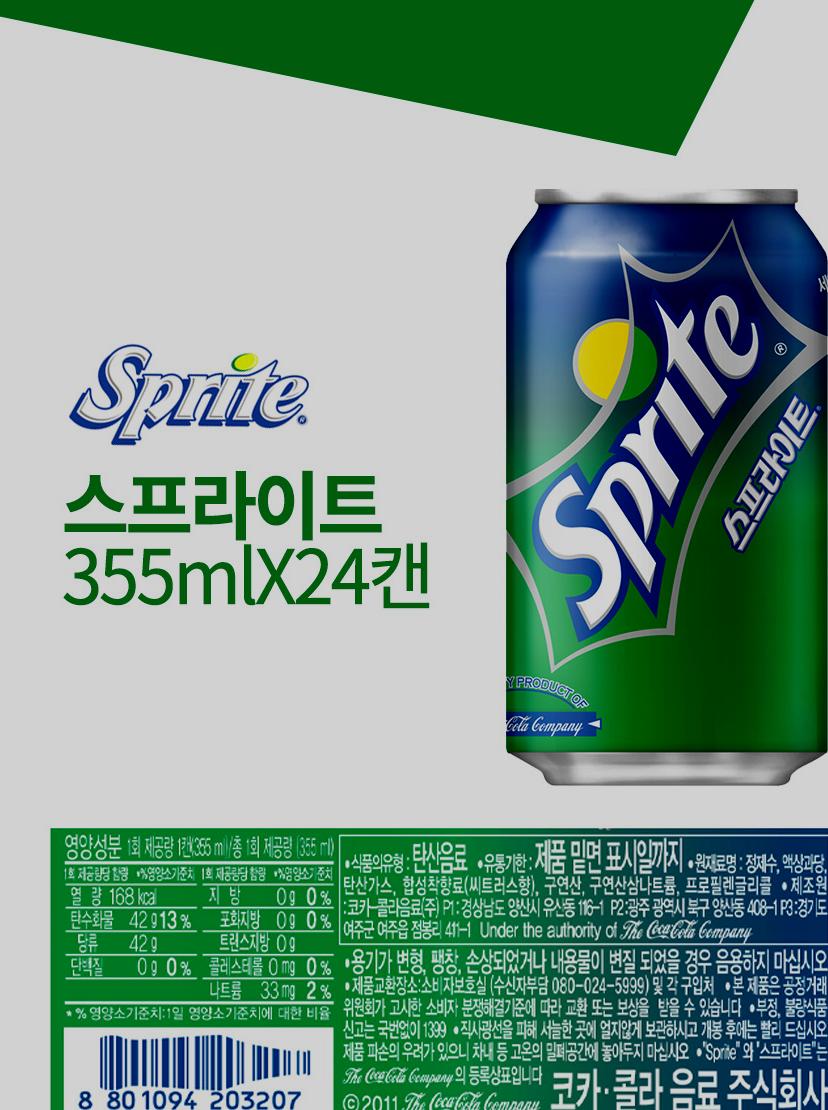 Sprite
스프라이트
355mlX24캔
Sprite
스프라이트
Y PRODUCT OF
Cola Company
영양성분 1회 제공량 1캔(355 ml)/총 1회 제공량 (355 ml)
1회 제공량당 함량 *%영양소기준치 1회 제공량당 함량 *%영양소기준치
열 량 168 kcal 지 방 0 g 0 %
탄수화물 42 g 13 % 포화지방 0 g 0 %
당류 42 g 트랜스지방 0 g
단백질 0 g 0 % 콜레스테롤 0 mg 0 %
나트륨 33 mg 2 %
* % 영양소기준치:1일 영양소기준치에 대한 비율
8 801094 203207
•식품의유형 : 탄산음료 •유통기한 : 제품 밑면 표시일까지 •원재료명 : 정제수, 액상과당,
탄산가스, 합성착향료(씨트러스향), 구연산, 구연산삼나트륨, 프로필렌글리콜 •제조원
:코카-콜라음료(주) P1: 경상남도 양산시 유산동 116-1 P2:광주 광역시 북구 양산동 408-1 P3:경기도
여주군 여주읍 점봉리 411-1 Under the authority of The Coca-Cola Company
•용기가 변형, 팽창, 손상되었거나 내용물이 변질 되었을 경우 음용하지 마십시오
•제품교환장소:소비자보호실 (수신자부담 080-024-5999) 및 각 구입처 •본 제품은 공정거래
위원회가 고시한 소비자 분쟁해결기준에 따라 교환 또는 보상을 받을 수 있습니다 •부정, 불량식품
신고는 국번없이 1399 •직사광선을 피해 서늘한 곳에 얼지않게 보관하시고 개봉 후에는 빨리 드십시오
제품 파손의 우려가 있으니 차내 등 고온의 밀폐공간에 놓아두지 마십시오 •"Sprite" 와 "스프라이트"는
The Coca-Cola Company 의 등록상표입니다
©2011 The Coca-Cola Company 코카·콜라 음료 주식회사